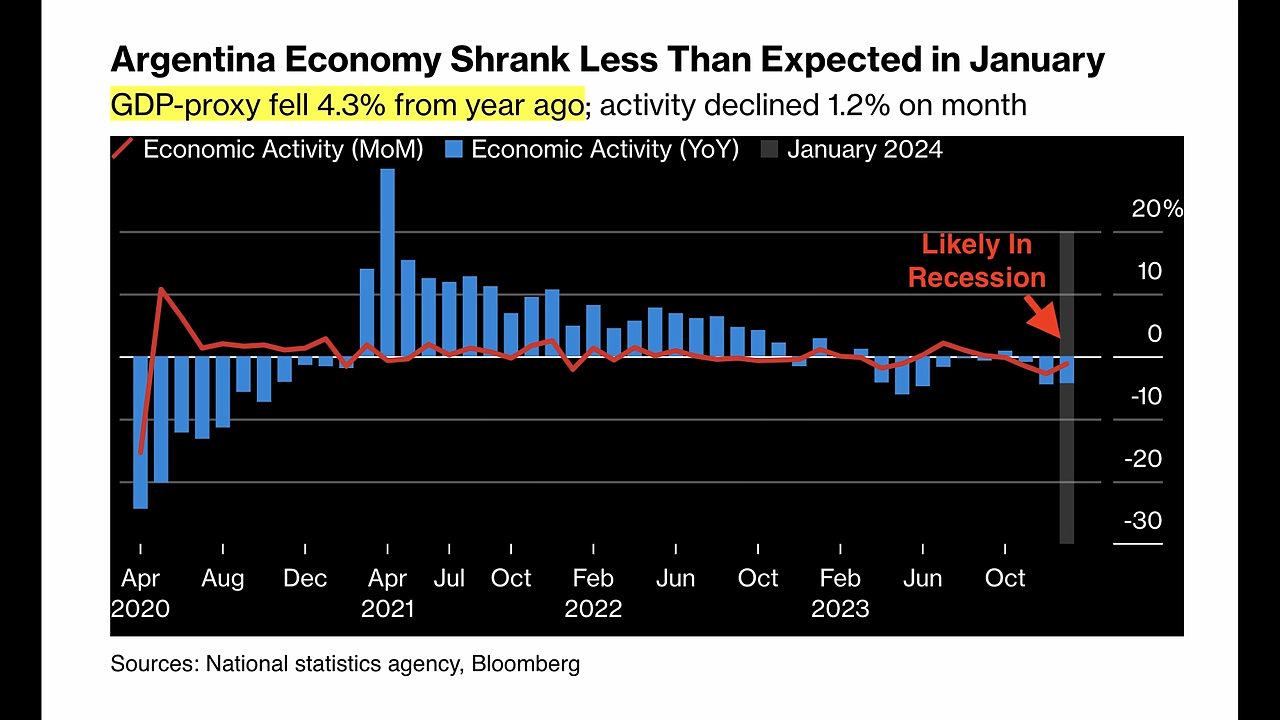 Argentina Economy Shrank Less Than Expected in January
GDP-proxy fell 4.3% from year ago; activity declined 1.2% on month
Economic Activity (MoM) Economic Activity (YoY) January 2024
20%
Likely In
Recession
10
0
-10
-20
-30
Apr Aug Dec Apr Jul Oct Feb Jun Oct Feb Jun Oct
2020 2021 2022 2023
Sources: National statistics agency, Bloomberg